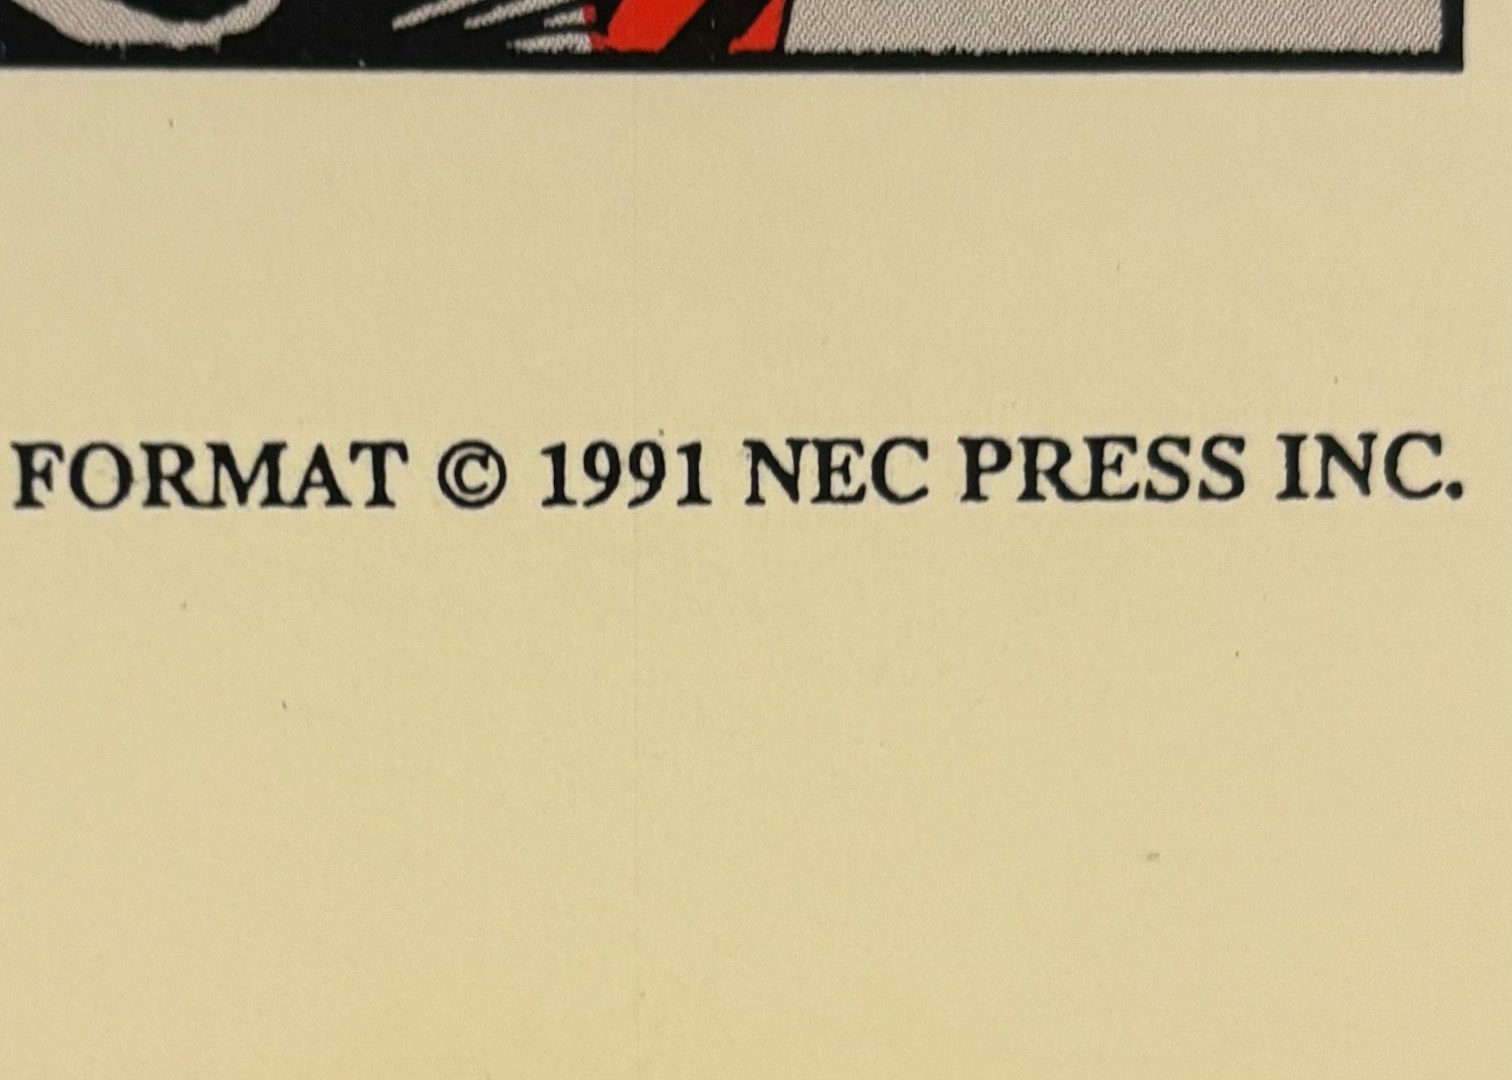 FORMAT © 1991 NEC PRESS INC.